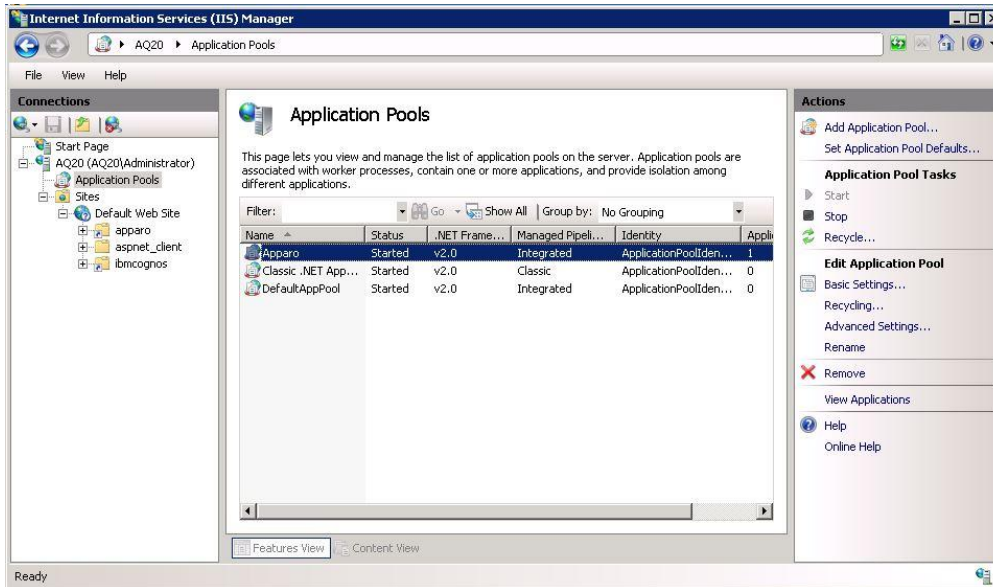 Internet Information Services (IIS) Manager
AQ20 Application Pools
File View Help
Connections
Start Page
AQ20 (AQ20\Administrator)
Application Pools
Sites
Default Web Site
apparo
aspnet_client
ibmcognos
Application Pools
This page lets you view and manage the list of application pools on the server. Application pools are
associated with worker processes, contain one or more applications, and provide isolation among
different applications.
Filter: Go Show All Group by: No Grouping
Name Status .NET Frame... Managed Pipeli... Identity Appli
Apparo Started v2.0 Integrated ApplicationPoolIden... 1
Classic .NET App... Started v2.0 Classic ApplicationPoolIden... 0
DefaultAppPool Started v2.0 Integrated ApplicationPoolIden... 0
Features View Content View
Actions
Add Application Pool...
Set Application Pool Defaults...
Application Pool Tasks
Start
Stop
Recycle...
Edit Application Pool
Basic Settings...
Recycling...
Advanced Settings...
Rename
Remove
View Applications
Help
Online Help
Ready